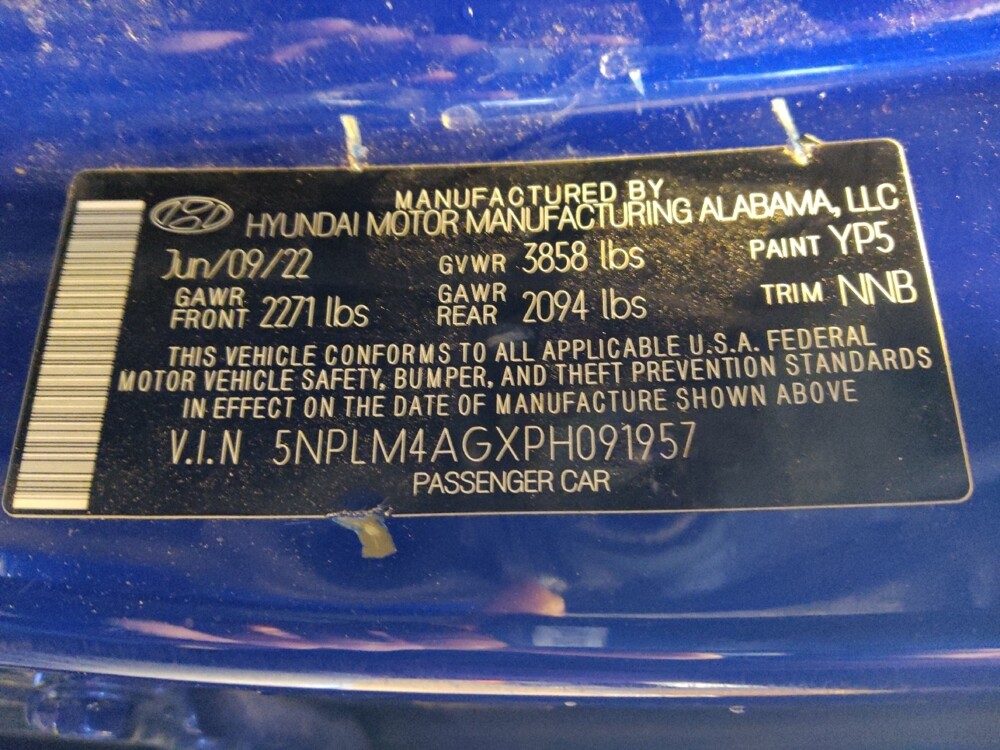 MANUFACTURED BY
HYUNDAI MOTOR MANUFACTURING ALABAMA, LLC
Jun/09/22 GVWR 3858 lbs PAINT YP5
GAWR FRONT 2271 lbs GAWR REAR 2094 lbs TRIM NNB
THIS VEHICLE CONFORMS TO ALL APPLICABLE U.S.A. FEDERAL
MOTOR VEHICLE SAFETY, BUMPER, AND THEFT PREVENTION STANDARDS
IN EFFECT ON THE DATE OF MANUFACTURE SHOWN ABOVE
V.I.N 5NPLM4AGXPH091957
PASSENGER CAR